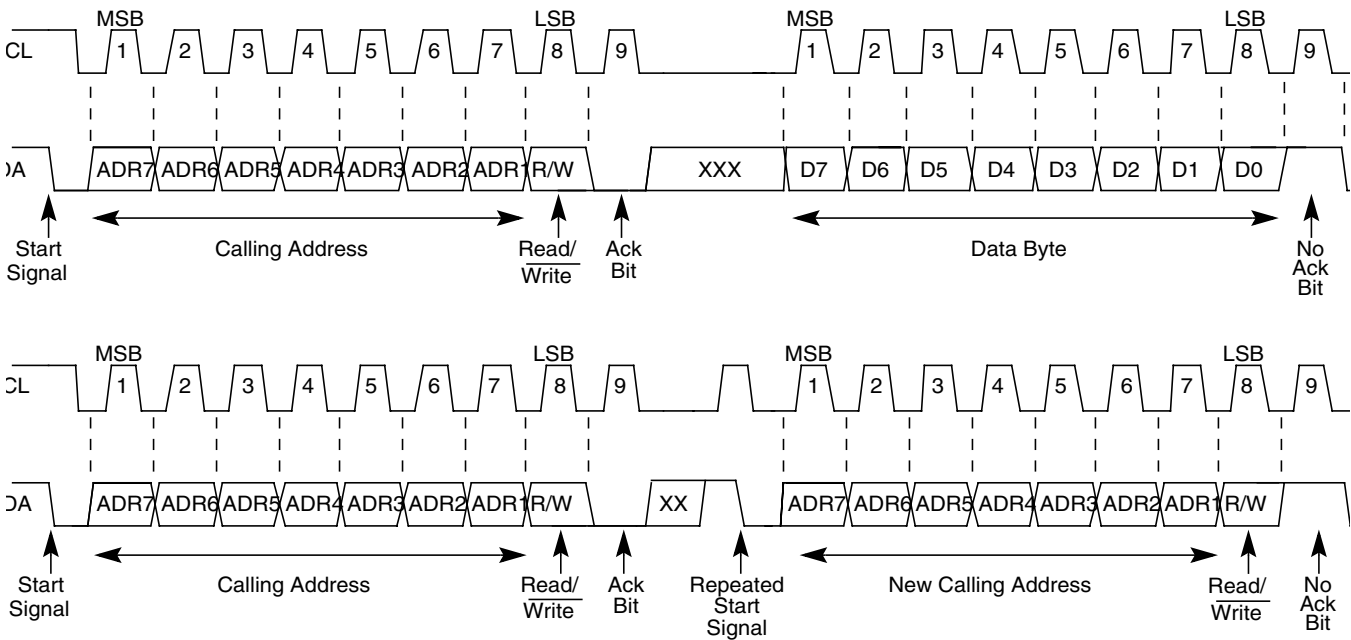 MSB LSB MSB LSB
CL 1 2 3 4 5 6 7 8 9 1 2 3 4 5 6 7 8 9
DA ADR7 ADR6 ADR5 ADR4 ADR3 ADR2 ADR1 R/W XXX D7 D6 D5 D4 D3 D2 D1 D0
Start Signal
Calling Address
Read/
Write
Ack
Bit
Data Byte
No
Ack
Bit
MSB LSB MSB LSB
CL 1 2 3 4 5 6 7 8 9 1 2 3 4 5 6 7 8 9
DA ADR7 ADR6 ADR5 ADR4 ADR3 ADR2 ADR1 R/W XX ADR7 ADR6 ADR5 ADR4 ADR3 ADR2 ADR1 R/W
Start
Signal
Calling Address
Read/
Write
Ack
Bit
Repeated
Start
Signal
New Calling Address
Read/
Write
No
Ack
Bit